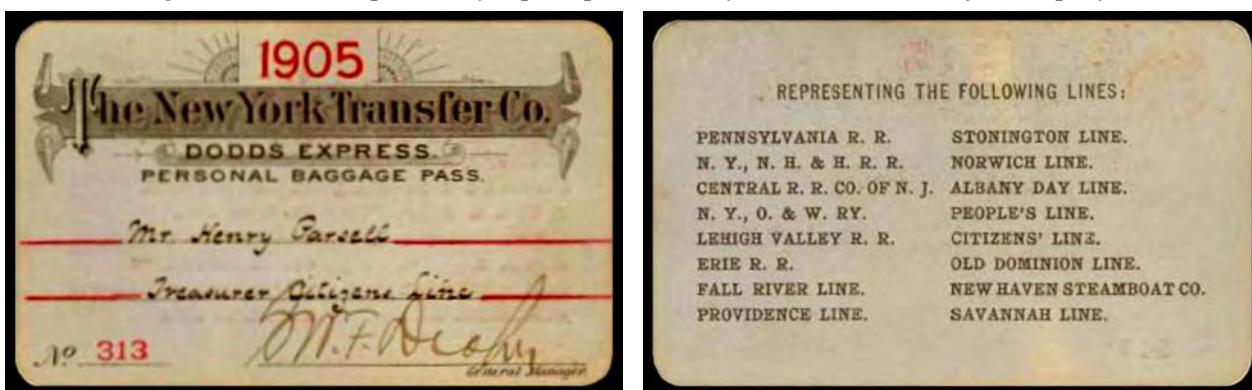 1905
The New York Transfer Co.
DODDS EXPRESS.
PERSONAL BAGGAGE PASS.
Mr. Henry
Treasurer Citizens Line
No 313
General Manager.
REPRESENTING THE FOLLOWING LINES:
PENNSYLVANIA R. R.
N. Y., N. H. & H. R. R.
CENTRAL R. R. CO. OF N. J.
N. Y., O. & W. RY.
LEHIGH VALLEY R. R.
ERIE R. R.
FALL RIVER LINE.
PROVIDENCE LINE.
STONINGTON LINE.
NORWICH LINE.
ALBANY DAY LINE.
PEOPLE'S LINE.
CITIZENS' LINE.
OLD DOMINION LINE.
NEW HAVEN STEAMBOAT CO.
SAVANNAH LINE.